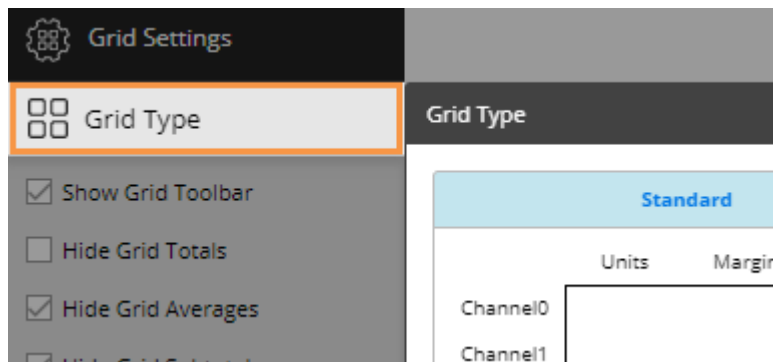 Grid Settings
Grid Type
Show Grid Toolbar
Hide Grid Totals
Hide Grid Averages
Grid Type
Standard
Units Margin
Channel0
Channel1